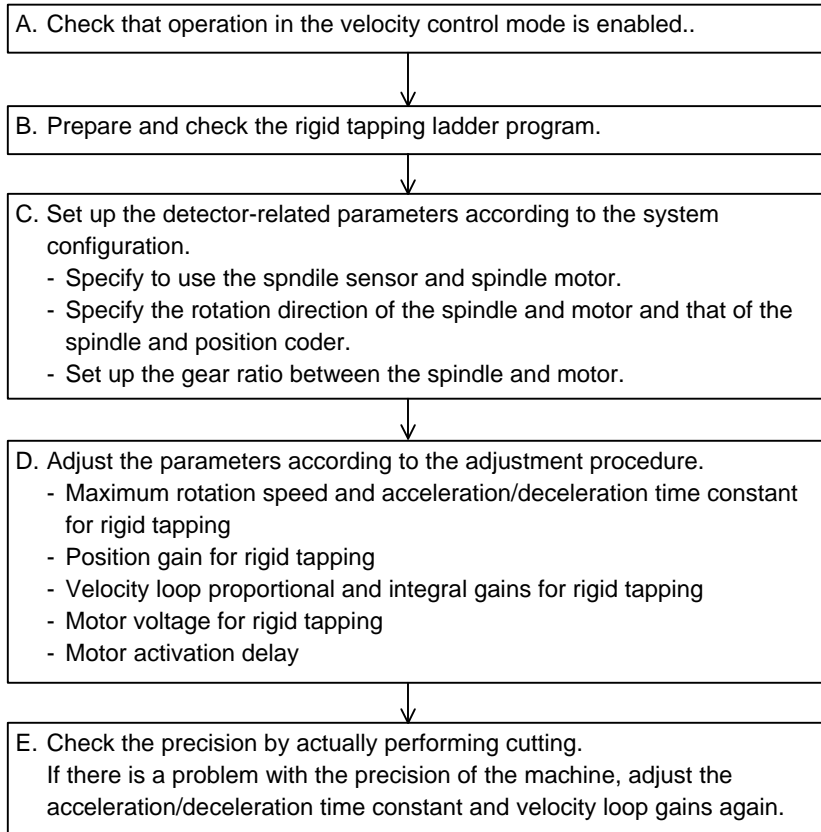 A. Check that operation in the velocity control mode is enabled..
B. Prepare and check the rigid tapping ladder program.
C. Set up the detector-related parameters according to the system
configuration.
- Specify to use the spndile sensor and spindle motor.
- Specify the rotation direction of the spindle and motor and that of the
spindle and position coder.
- Set up the gear ratio between the spindle and motor.
D. Adjust the parameters according to the adjustment procedure.
- Maximum rotation speed and acceleration/deceleration time constant
for rigid tapping
- Position gain for rigid tapping
- Velocity loop proportional and integral gains for rigid tapping
- Motor voltage for rigid tapping
- Motor activation delay
E. Check the precision by actually performing cutting.
If there is a problem with the precision of the machine, adjust the
acceleration/deceleration time constant and velocity loop gains again.